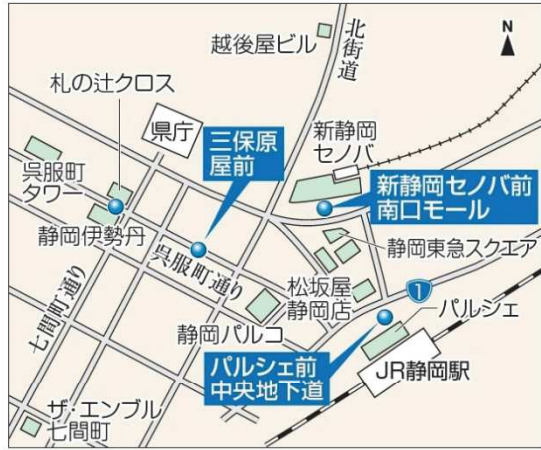 越後屋ビル
北街道
N
札の辻クロス
県庁
三保原
屋前
新静岡
セノバ
呉服町
タワー
新静岡セノバ前
南口モール
静岡伊勢丹
静岡東急スクエア
呉服町通り
松坂屋
静岡店
1
七間町通り
静岡パルコ
パルシェ
パルシェ前
中央地下道
JR静岡駅
ザ・エンブル
七間町